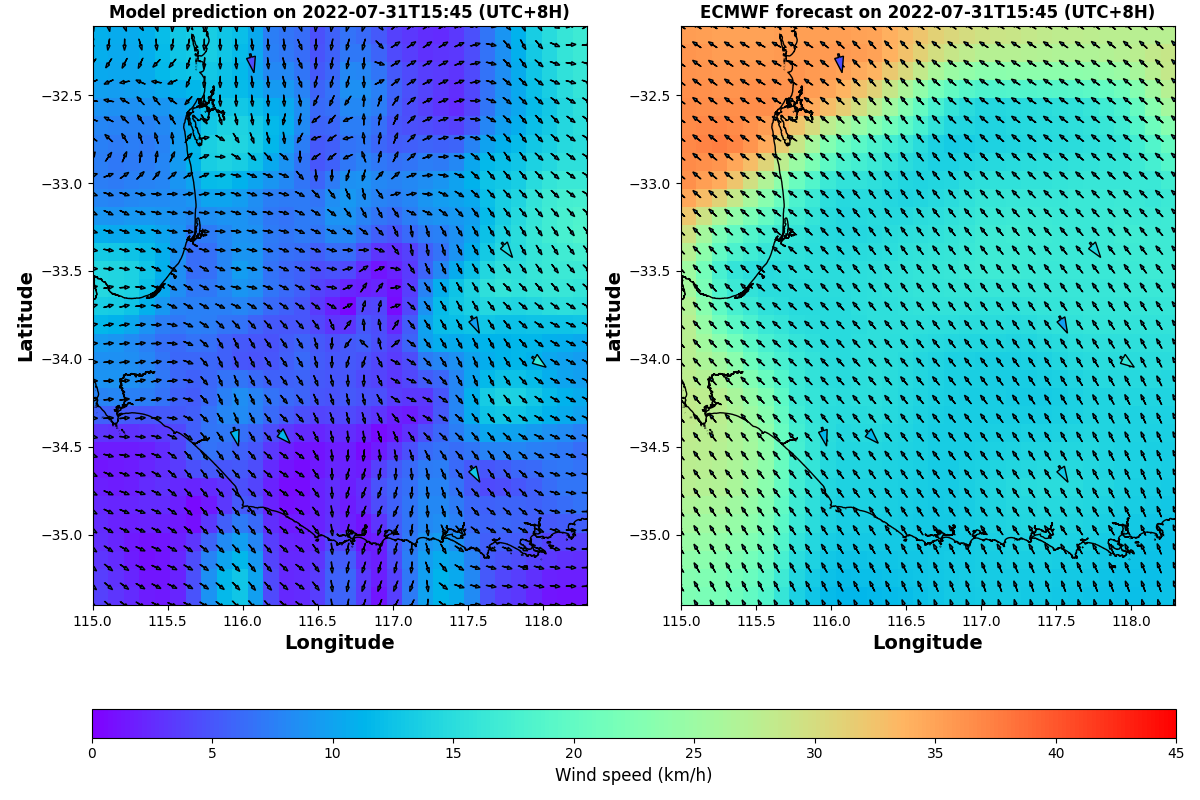 Model prediction on 2022-07-31T15:45 (UTC+8H)
ECMWF forecast on 2022-07-31T15:45 (UTC+8H)
Latitude
−32.5
−33.0
−33.5
−34.0
−34.5
−35.0
115.0 115.5 116.0 116.5 117.0 117.5 118.0
Longitude
Latitude
−32.5
−33.0
−33.5
−34.0
−34.5
−35.0
115.0 115.5 116.0 116.5 117.0 117.5 118.0
Longitude
0 5 10 15 20 25 30 35 40 45
Wind speed (km/h)